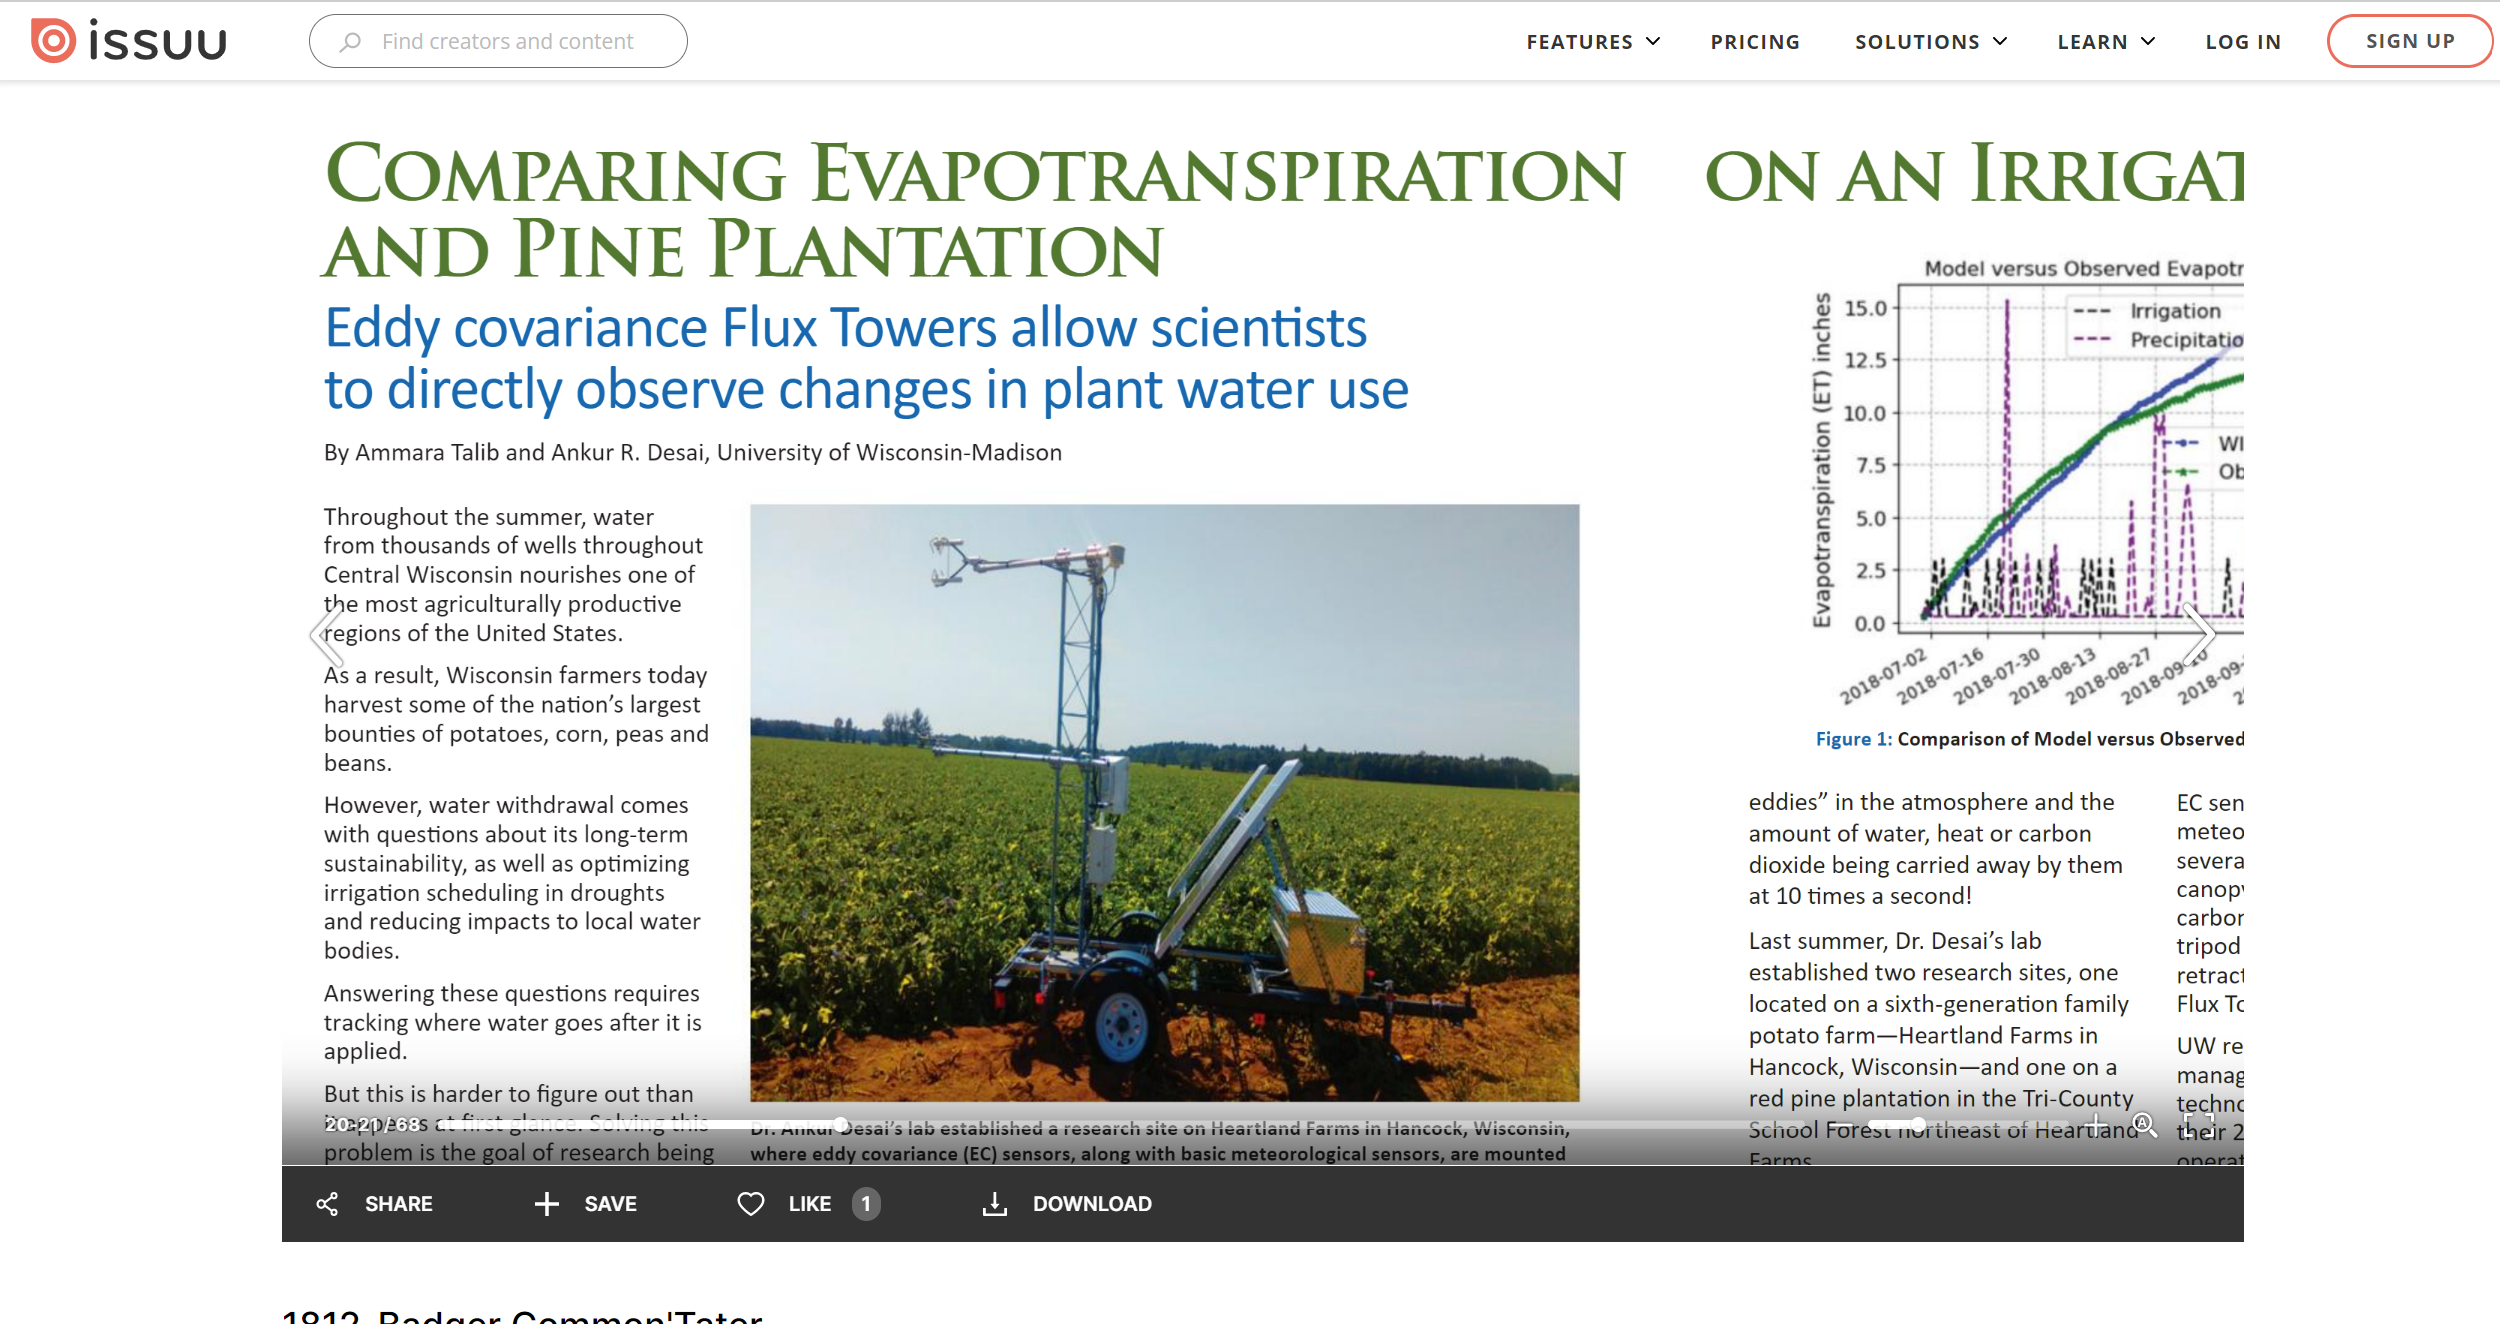 issuu
Find creators and content
FEATURES
PRICING
SOLUTIONS
LEARN
LOG IN
SIGN UP
COMPARING EVAPOTRANSPIRATION
AND PINE PLANTATION
Eddy covariance Flux Towers allow scientists
to directly observe changes in plant water use
By Ammara Talib and Ankur R. Desai, University of Wisconsin-Madison
Throughout the summer, water
from thousands of wells throughout
Central Wisconsin nourishes one of
the most agriculturally productive
regions of the United States.
As a result, Wisconsin farmers today
harvest some of the nation’s largest
bounties of potatoes, corn, peas and
beans.
However, water withdrawal comes
with questions about its long-term
sustainability, as well as optimizing
irrigation scheduling in droughts
and reducing impacts to local water
bodies.
Answering these questions requires
tracking where water goes after it is
applied.
But this is harder to figure out than
at first glance. Solving this
problem is the goal of research being
Dr. Ankur Desai’s lab established a research site on Heartland Farms in Hancock, Wisconsin,
where eddy covariance (EC) sensors, along with basic meteorological sensors, are mounted
ON AN IRRIGAT
Model versus Observed Evapotr
Evapotranspiration (ET) inches
15.0
12.5
10.0
7.5
5.0
2.5
0.0
Irrigation
Precipitatio
WI
Ob
2018-07-02
2018-07-16
2018-07-30
2018-08-13
2018-08-27
2018-09-10
2018-09-
Figure 1: Comparison of Model versus Observed
eddies” in the atmosphere and the
amount of water, heat or carbon
dioxide being carried away by them
at 10 times a second!
Last summer, Dr. Desai’s lab
established two research sites, one
located on a sixth-generation family
potato farm—Heartland Farms in
Hancock, Wisconsin—and one on a
red pine plantation in the Tri-County
School Forest northeast of Heartland
Farms
EC sen
meteo
severa
canop
carbor
tripod
retract
Flux To
UW re
manag
techno
their 2
operat
20-21 / 68
SHARE
SAVE
LIKE
1
DOWNLOAD
1812_Badger Common'Tater